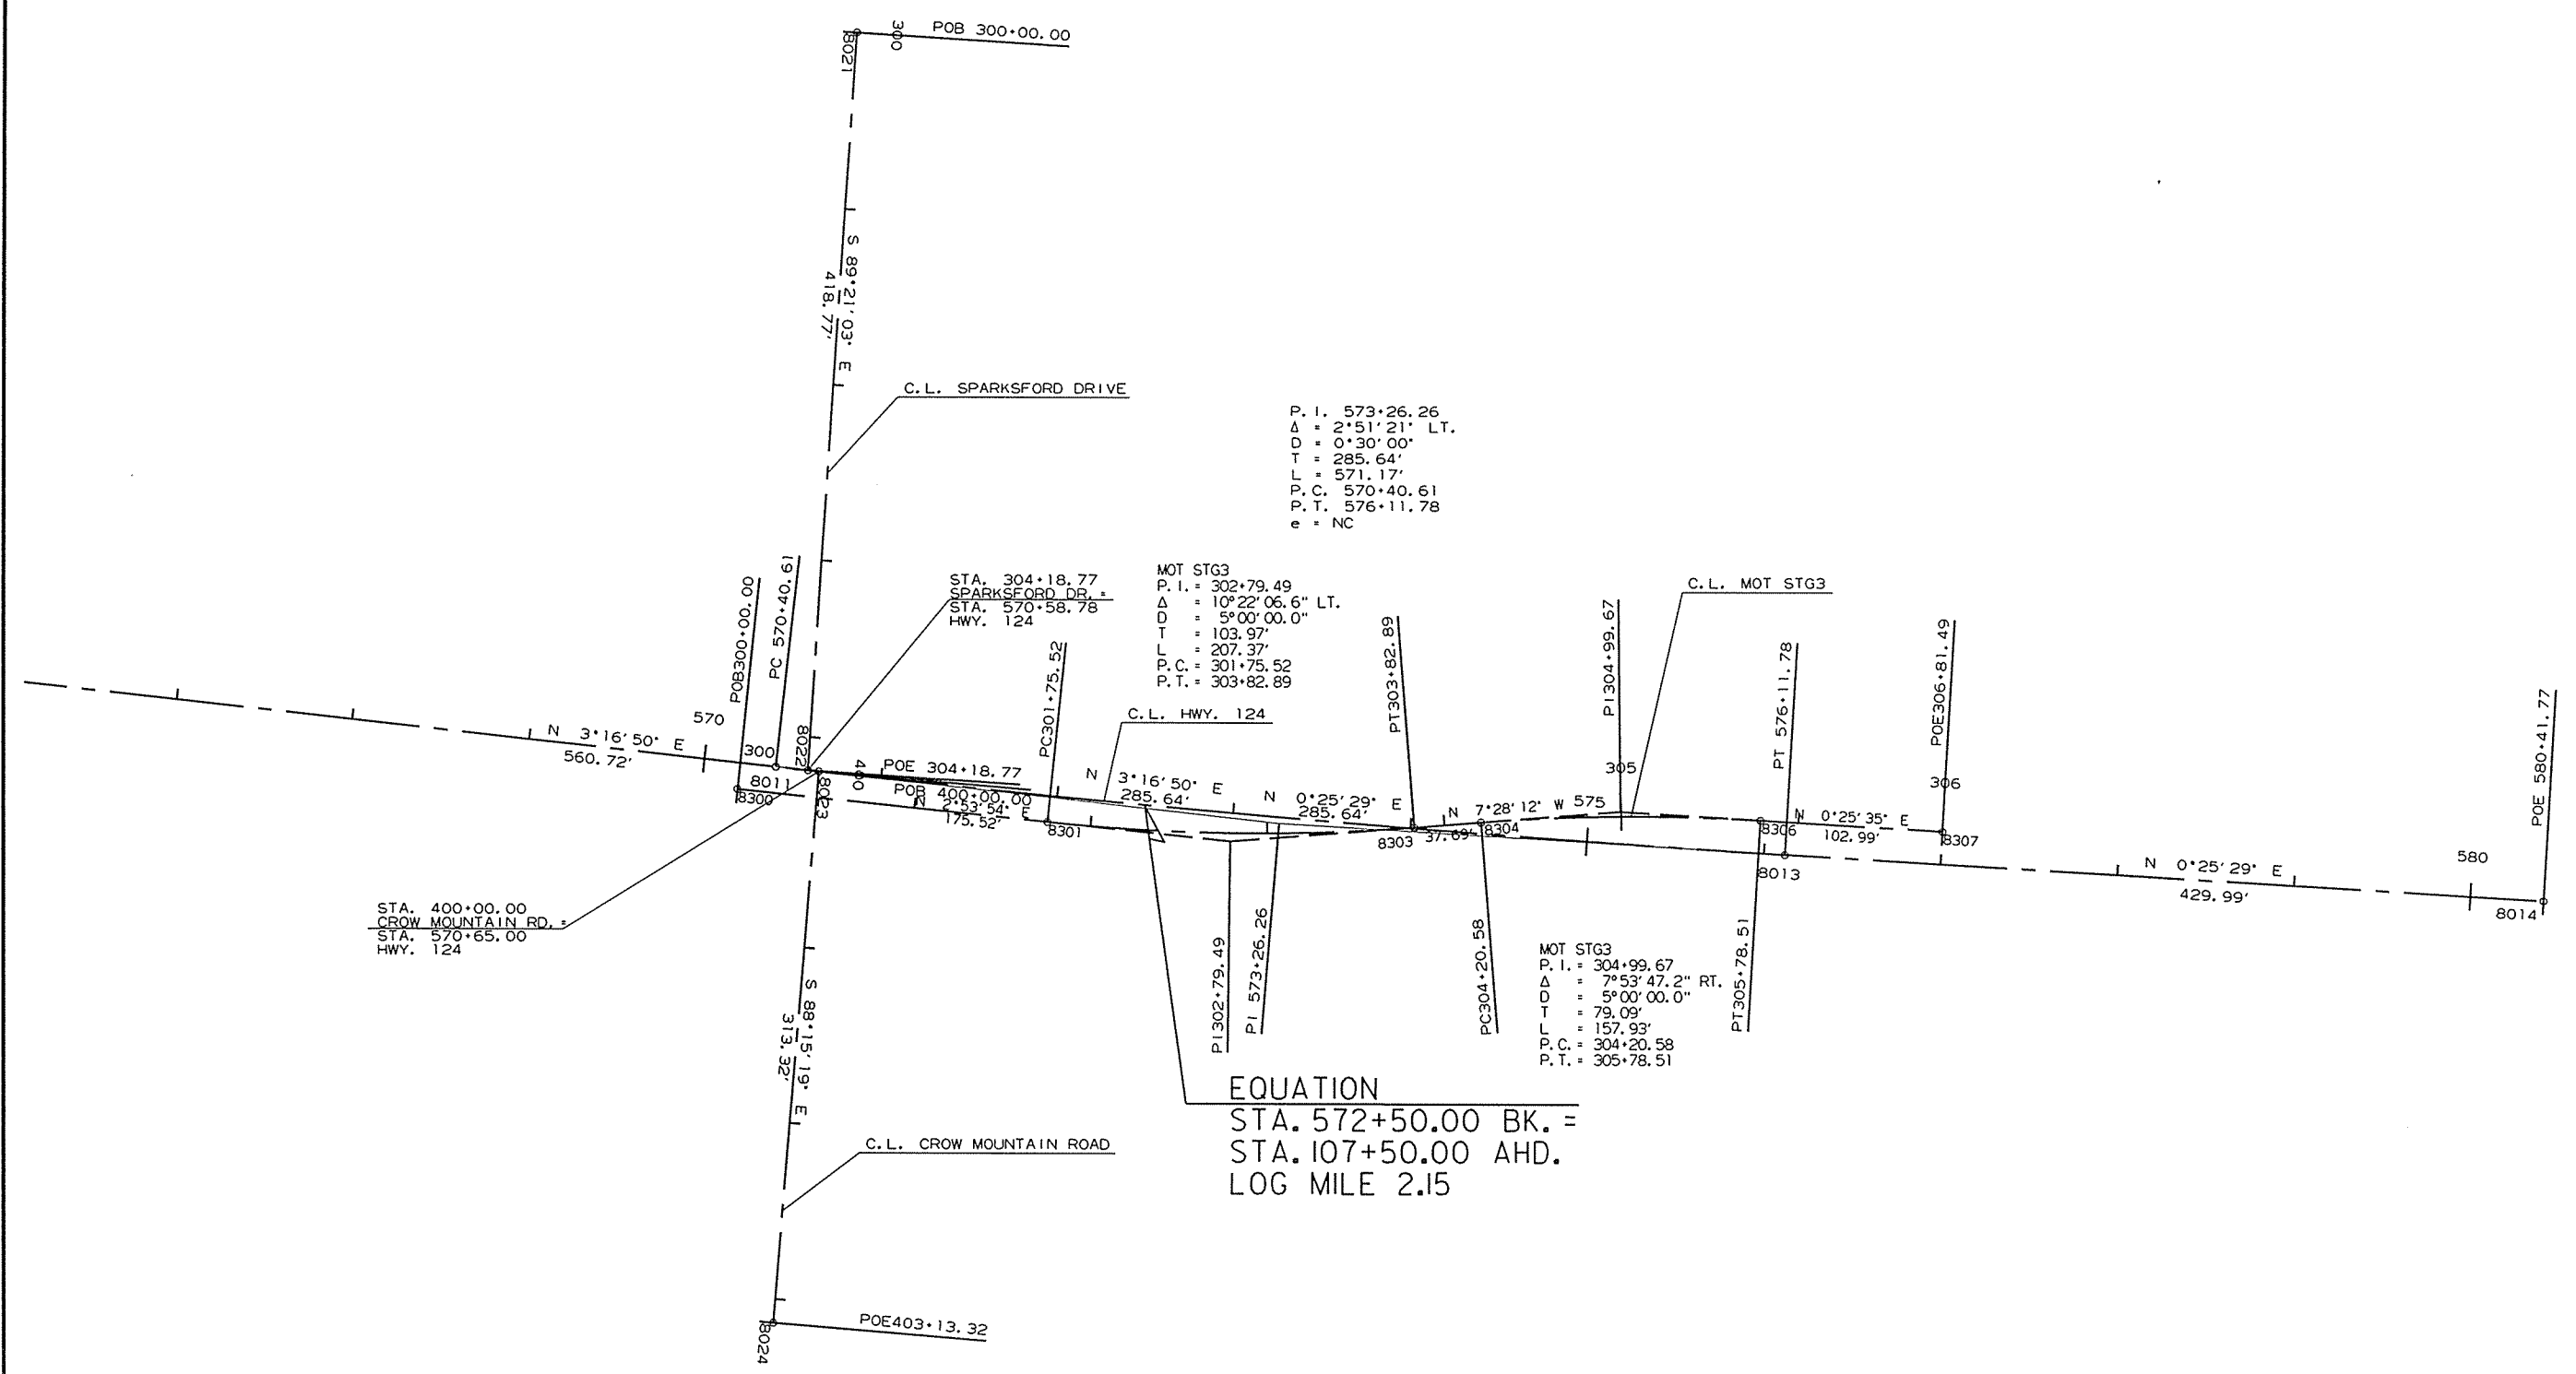 300
POB 300+00.00
8021
S 89°21'03" E
418.77'
C.L. SPARKSFORD DRIVE
P.I. 573+26.26
Δ = 2°51'21" LT.
D = 0°30'00"
T = 285.64'
L = 571.17'
P.C. 570+40.61
P.T. 576+11.78
e = NC
POB300+00.00
PC 570+40.61
STA. 304+18.77
SPARKSFORD DR. =
STA. 570+58.78
HWY. 124
MOT STG3
P.I. = 302+79.49
Δ = 10°22'06.6" LT.
D = 5°00'00.0"
T = 103.97'
L = 207.37'
P.C. = 301+75.52
P.T. = 303+82.89
C.L. MOT STG3
PC301+75.52
PT303+82.89
PI304+99.67
PT 576+11.78
POE306+81.49
POE 580+41.77
C.L. HWY. 124
570
N 3°16'50" E
560.72'
300
8011
8300
8022
8023
400
POE 304+18.77
POB 400+00.00
N 2°53'54" E
175.52'
8301
N 3°16'50" E
285.64'
N 0°25'29" E
285.64'
8303
N 7°28'12" W
37.69'
8304
575
305
8306
N 0°25'35" E
102.99'
306
8307
8013
N 0°25'29" E
429.99'
580
8014
STA. 400+00.00
CROW MOUNTAIN RD. =
STA. 570+65.00
HWY. 124
PI302+79.49
PI 573+26.26
PC304+20.58
PT305+78.51
MOT STG3
P.I. = 304+99.67
Δ = 7°53'47.2" RT.
D = 5°00'00.0"
T = 79.09'
L = 157.93'
P.C. = 304+20.58
P.T. = 305+78.51
S 88°15'19" E
313.32'
EQUATION
STA. 572+50.00 BK. =
STA. 107+50.00 AHD.
LOG MILE 2.15
C.L. CROW MOUNTAIN ROAD
POE403+13.32
8024